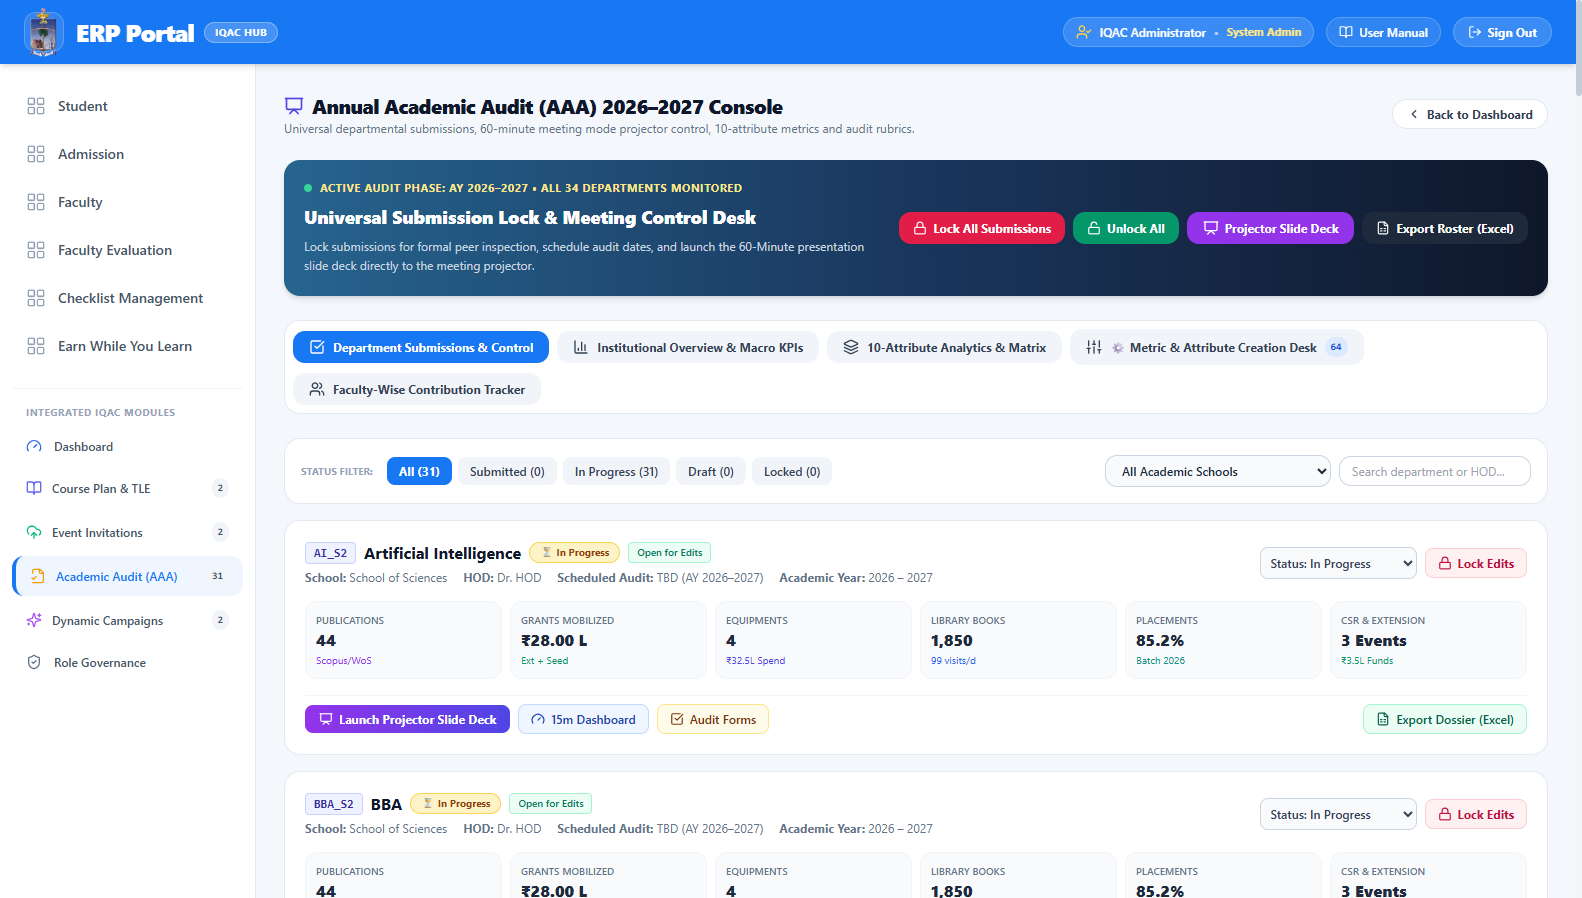 ERP Portal IQAC HUB
IQAC Administrator • System Admin
User Manual
Sign Out
Student
Admission
Faculty
Faculty Evaluation
Checklist Management
Earn While You Learn
INTEGRATED IQAC MODULES
Dashboard
Course Plan & TLE 2
Event Invitations 2
Academic Audit (AAA) 31
Dynamic Campaigns 2
Role Governance
Annual Academic Audit (AAA) 2026–2027 Console
Universal departmental submissions, 60-minute meeting mode projector control, 10-attribute metrics and audit rubrics.
Back to Dashboard
ACTIVE AUDIT PHASE: AY 2026–2027 • ALL 34 DEPARTMENTS MONITORED
Universal Submission Lock & Meeting Control Desk
Lock submissions for formal peer inspection, schedule audit dates, and launch the 60-Minute presentation
slide deck directly to the meeting projector.
Lock All Submissions
Unlock All
Projector Slide Deck
Export Roster (Excel)
Department Submissions & Control
Institutional Overview & Macro KPIs
10-Attribute Analytics & Matrix
Metric & Attribute Creation Desk 64
Faculty-Wise Contribution Tracker
STATUS FILTER: All (31) Submitted (0) In Progress (31) Draft (0) Locked (0)
All Academic Schools
Search department or HOD...
AI_S2 Artificial Intelligence In Progress Open for Edits
School: School of Sciences HOD: Dr. HOD Scheduled Audit: TBD (AY 2026–2027) Academic Year: 2026 – 2027
Status: In Progress
Lock Edits
PUBLICATIONS
44
Scopus/WoS
GRANTS MOBILIZED
₹28.00 L
Ext + Seed
EQUIPMENTS
4
₹32.5L Spend
LIBRARY BOOKS
1,850
99 visits/d
PLACEMENTS
85.2%
Batch 2026
CSR & EXTENSION
3 Events
₹3.5L Funds
Launch Projector Slide Deck
15m Dashboard
Audit Forms
Export Dossier (Excel)
BBA_S2 BBA In Progress Open for Edits
School: School of Sciences HOD: Dr. HOD Scheduled Audit: TBD (AY 2026–2027) Academic Year: 2026 – 2027
Status: In Progress
Lock Edits
PUBLICATIONS
44
GRANTS MOBILIZED
₹28.00 L
EQUIPMENTS
4
LIBRARY BOOKS
1,850
PLACEMENTS
85.2%
CSR & EXTENSION
3 Events